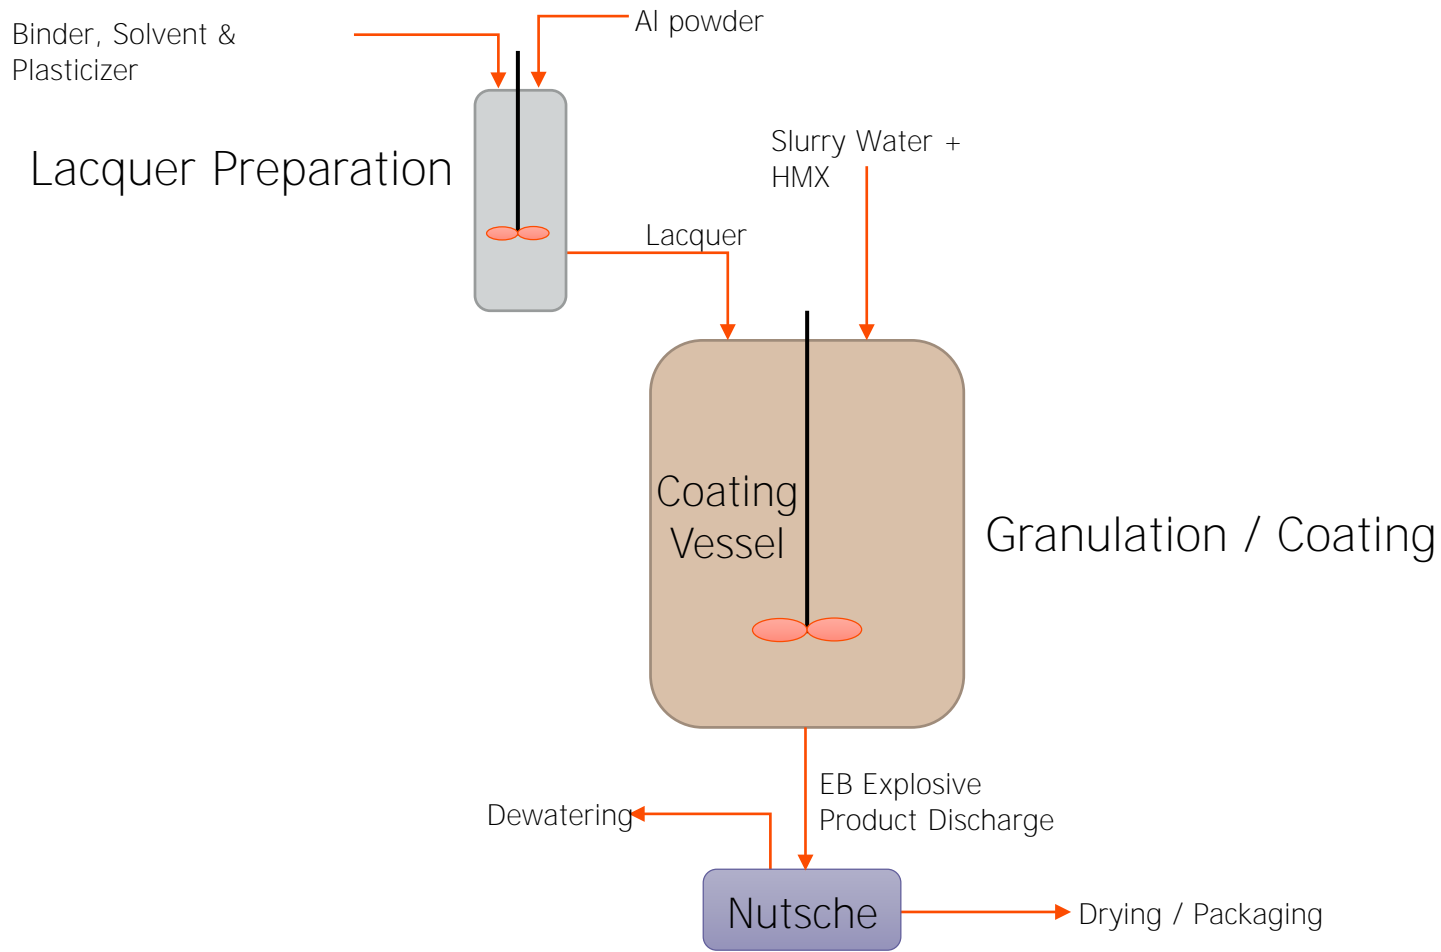 Binder, Solvent &
Plasticizer
Al powder
Lacquer Preparation
Slurry Water +
HMX
Lacquer
Coating
Vessel
Granulation / Coating
EB Explosive
Product Discharge
Dewatering
Nutsche
Drying / Packaging